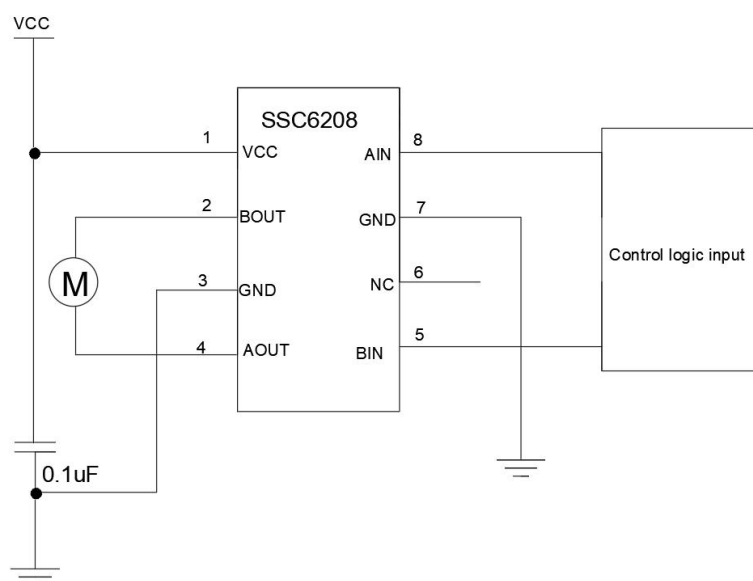 VCC
SSC6208
1
VCC
AIN
8
2
BOUT
GND
7
Control logic input
M
3
GND
NC
6
4
AOUT
BIN
5
0.1uF